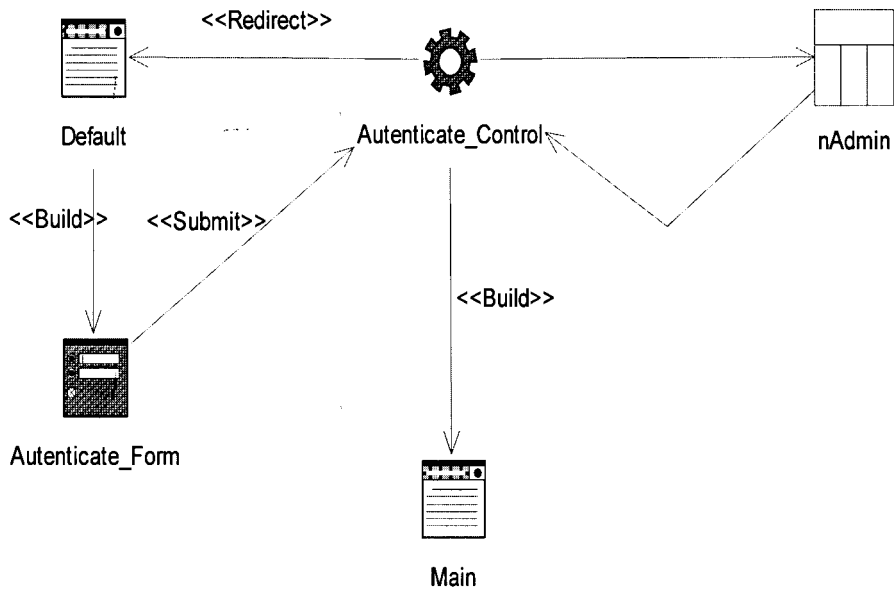 <<Redirect>>
Default
Autenticate_Control
nAdmin
<<Build>>
<<Submit>>
<<Build>>
Autenticate_Form
Main